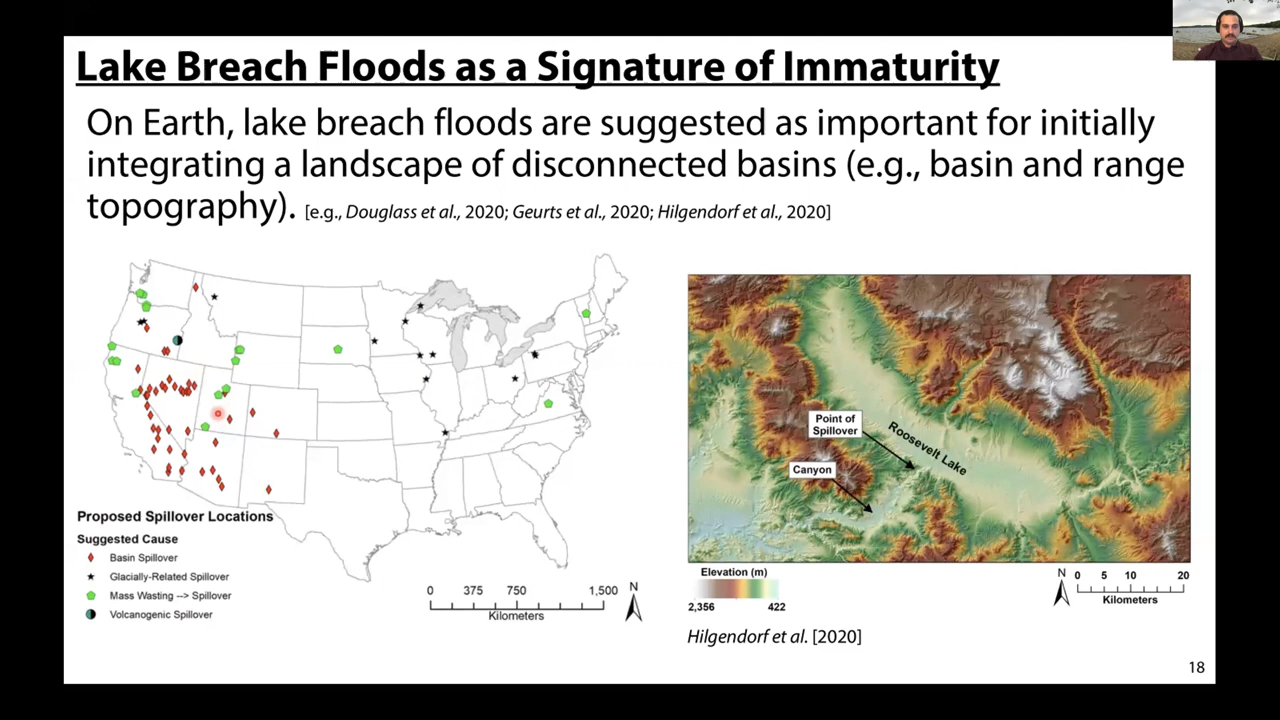 Lake Breach Floods as a Signature of Immaturity
On Earth, lake breach floods are suggested as important for initially
integrating a landscape of disconnected basins (e.g., basin and range
topography). [e.g., Douglass et al., 2020; Geurts et al., 2020; Hilgendorf et al., 2020]
Proposed Spillover Locations
Suggested Cause
Basin Spillover
Glacially-Related Spillover
Mass Wasting --> Spillover
Volcanogenic Spillover
0 375 750 1,500
Kilometers
N
Point of
Spillover
Roosevelt Lake
Canyon
Elevation (m)
2,356 422
N
0 5 10 20
Kilometers
Hilgendorf et al. [2020]
18